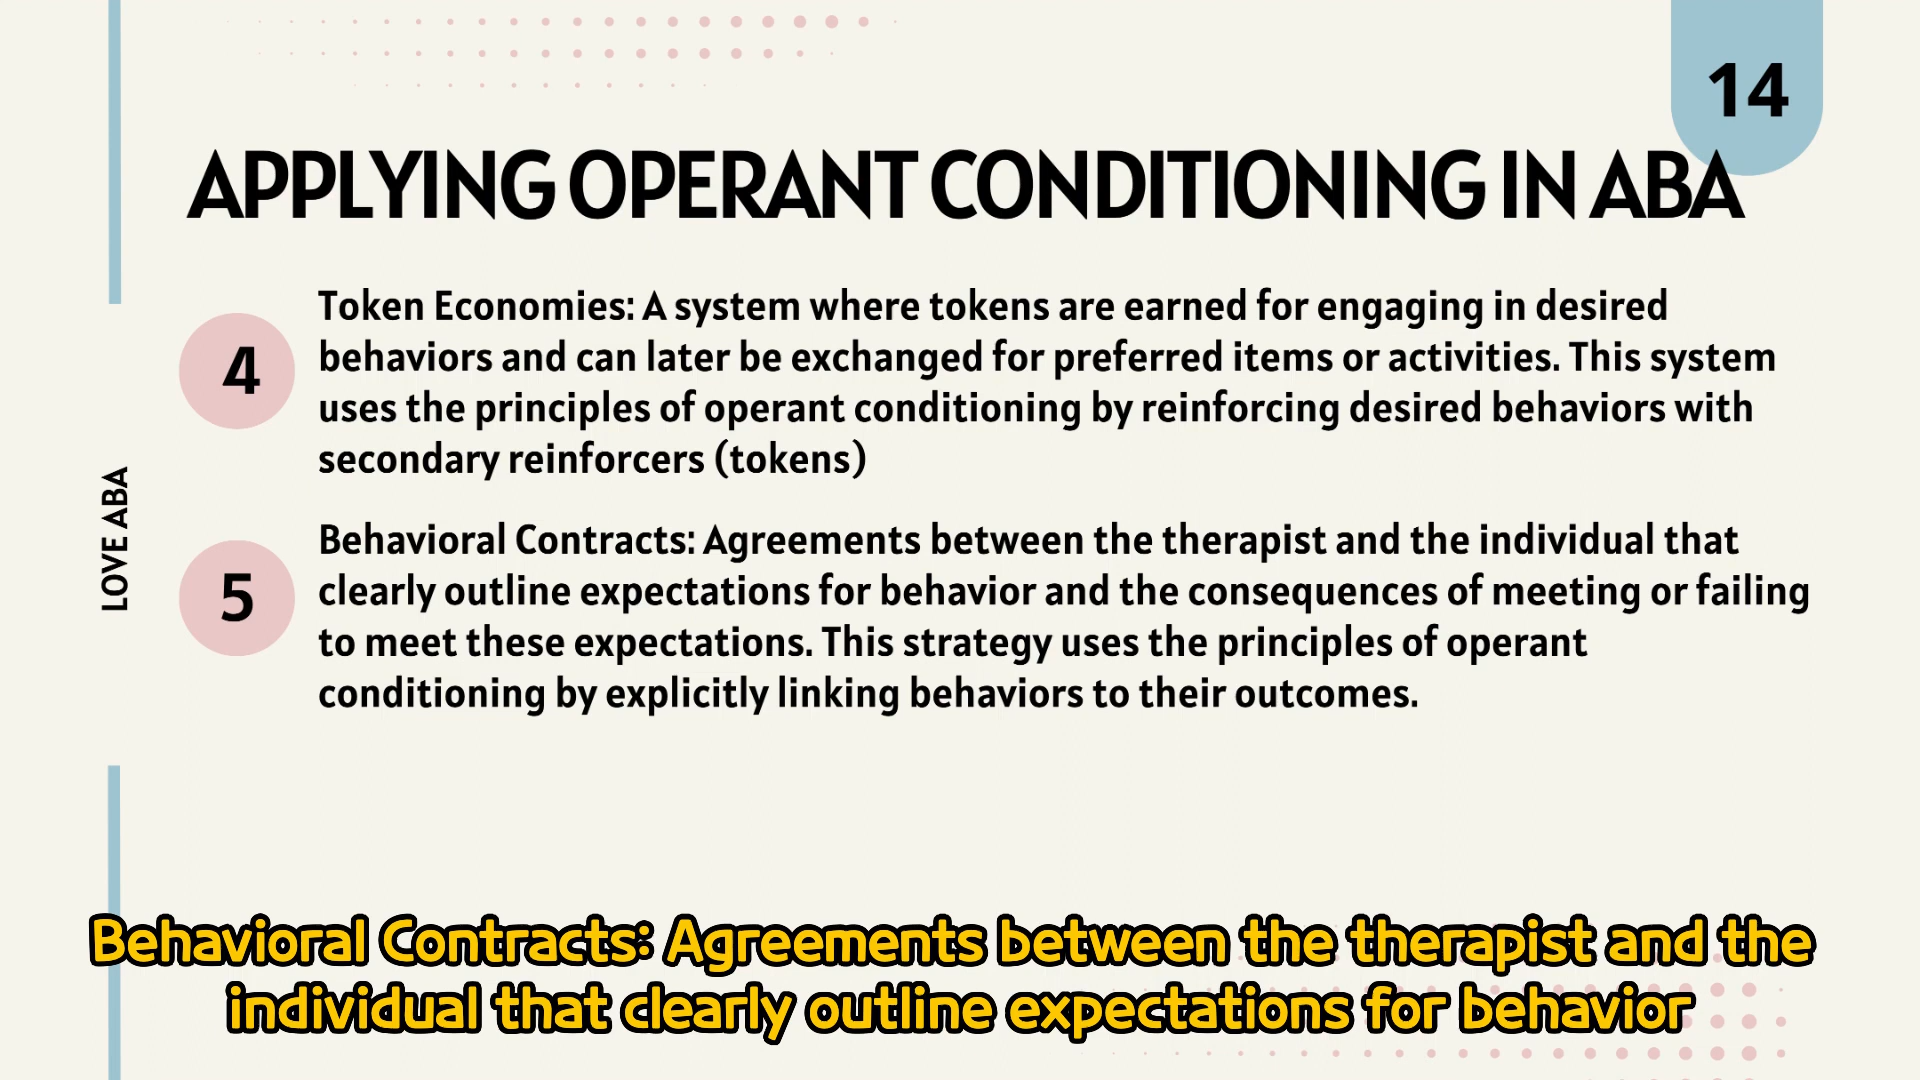 14
APPLYING OPERANT CONDITIONING IN ABA
4
Token Economies: A system where tokens are earned for engaging in desired
behaviors and can later be exchanged for preferred items or activities. This system
uses the principles of operant conditioning by reinforcing desired behaviors with
secondary reinforcers (tokens)
LOVE ABA
5
Behavioral Contracts: Agreements between the therapist and the individual that
clearly outline expectations for behavior and the consequences of meeting or failing
to meet these expectations. This strategy uses the principles of operant
conditioning by explicitly linking behaviors to their outcomes.
Behavioral Contracts: Agreements between the therapist and the
individual that clearly outline expectations for behavior